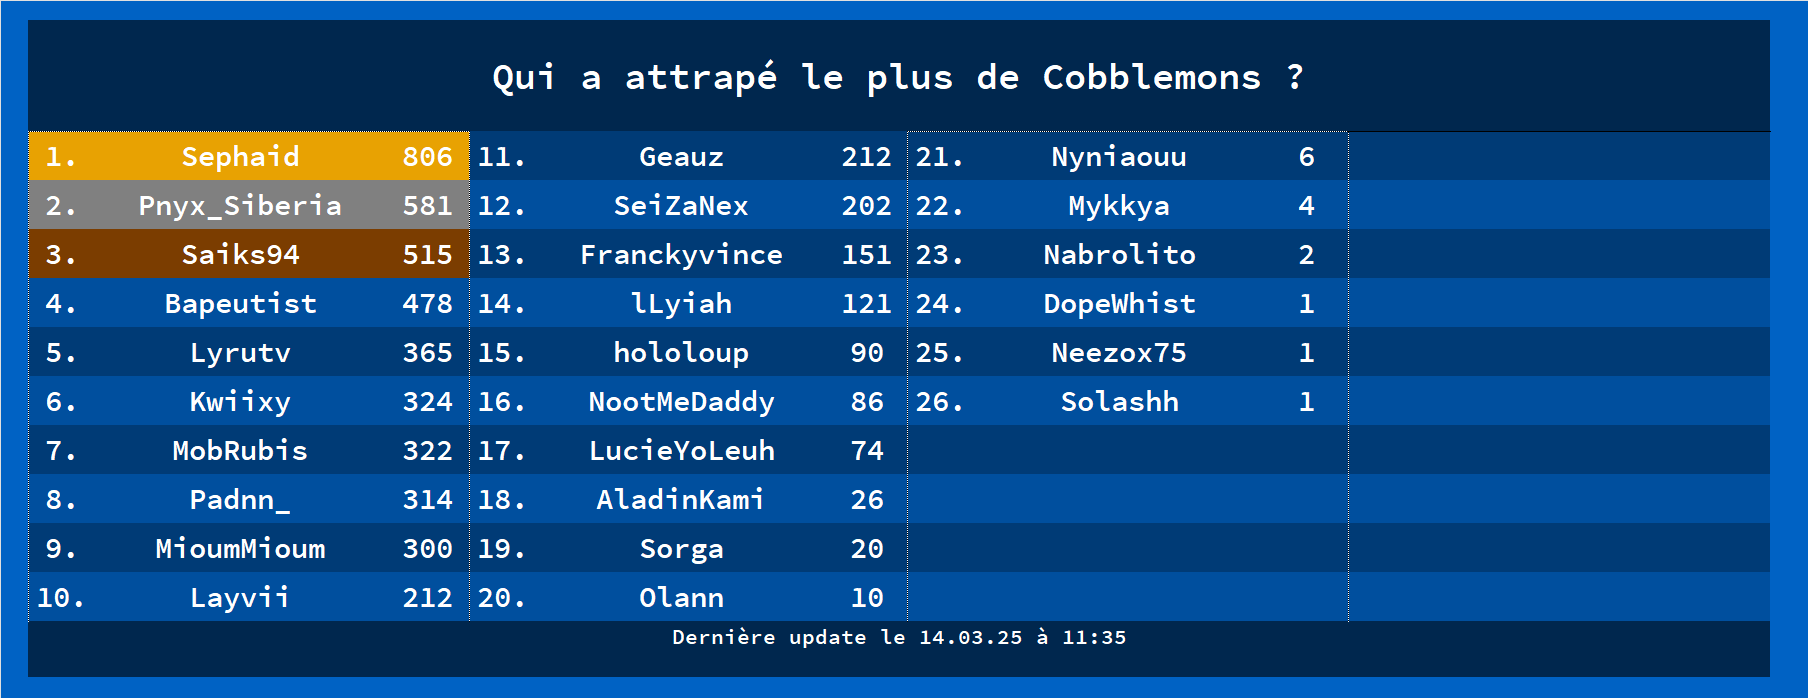 Qui a attrapé le plus de Cobblemons ?
1. Sephaid 806
2. Pnyx_Siberia 581
3. Saiks94 515
4. Bapeutist 478
5. Lyrutv 365
6. Kwiixy 324
7. MobRubis 322
8. Padnn_ 314
9. MioumMioum 300
10. Layvii 212
11. Geauz 212
12. SeiZaNex 202
13. Franckyvince 151
14. lLyiah 121
15. hololoup 90
16. NootMeDaddy 86
17. LucieYoLeuh 74
18. AladinKami 26
19. Sorga 20
20. Olann 10
21. Nyniaouu 6
22. Mykkya 4
23. Nabrolito 2
24. DopeWhist 1
25. Neezox75 1
26. Solashh 1
Dernière update le 14.03.25 à 11:35